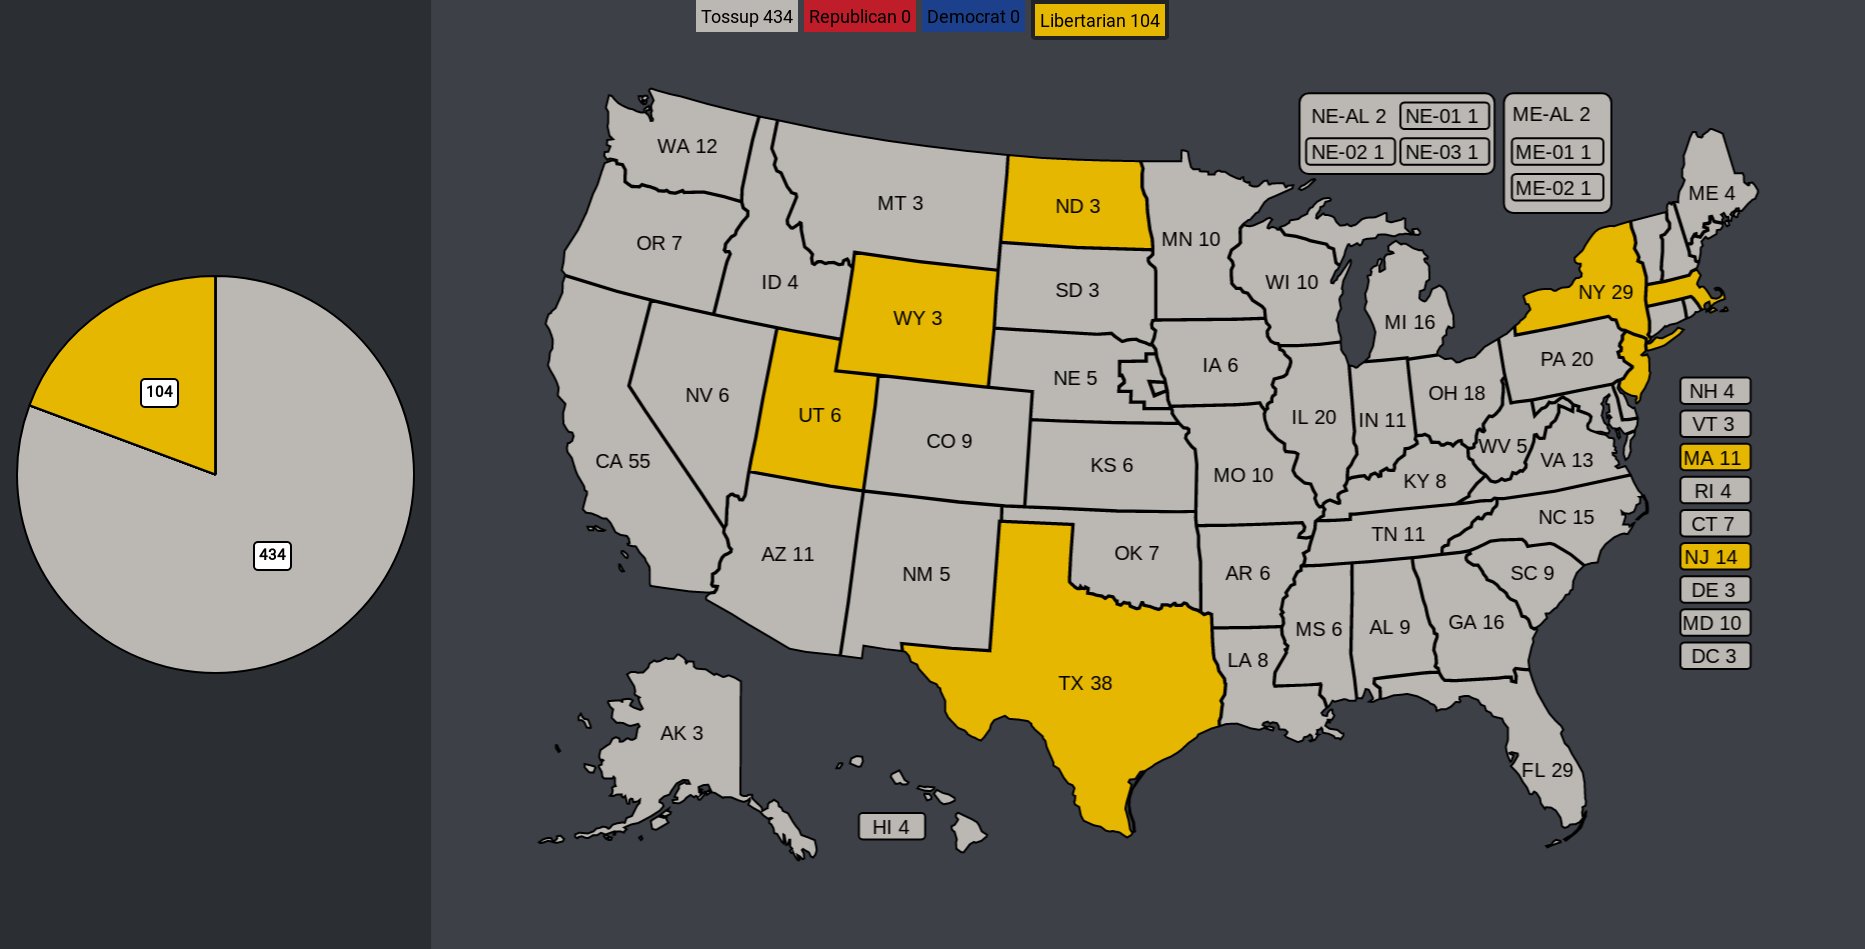 Tossup 434
Republican 0
Democrat 0
Libertarian 104
104
434
NE-AL 2
NE-01 1
NE-02 1
NE-03 1
ME-AL 2
ME-01 1
ME-02 1
WA 12
MT 3
ND 3
MN 10
ME 4
OR 7
ID 4
SD 3
WI 10
NY 29
WY 3
MI 16
NV 6
UT 6
NE 5
IA 6
PA 20
CO 9
IL 20
IN 11
OH 18
CA 55
KS 6
MO 10
KY 8
WV 5
VA 13
AZ 11
NM 5
OK 7
AR 6
TN 11
NC 15
SC 9
TX 38
LA 8
MS 6
AL 9
GA 16
FL 29
AK 3
HI 4
NH 4
VT 3
MA 11
RI 4
CT 7
NJ 14
DE 3
MD 10
DC 3